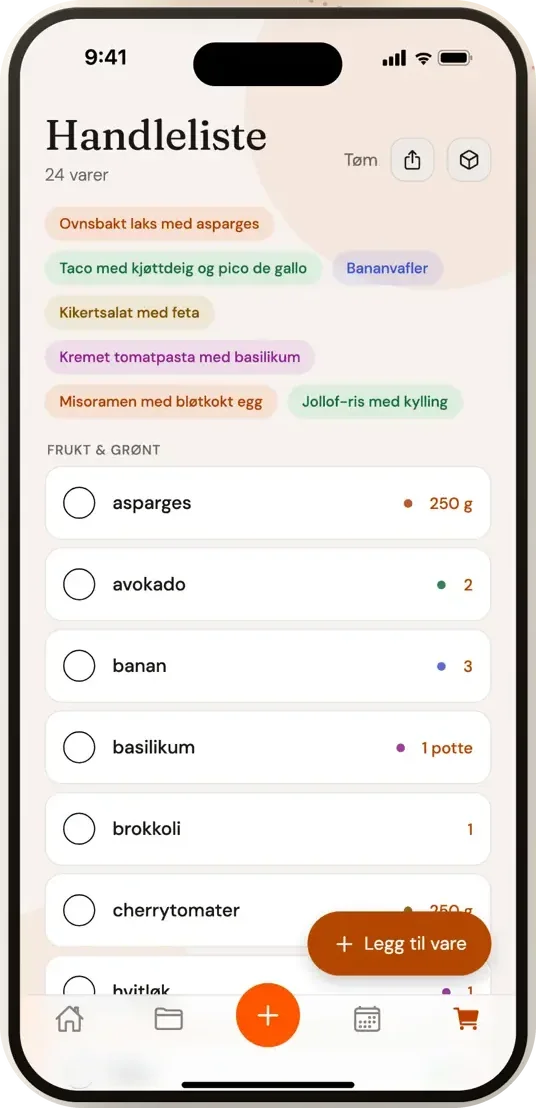 9:41
Handleliste
24 varer
Tøm
Ovnsbakt laks med asparges
Taco med kjøttdeig og pico de gallo
Bananvafler
Kikertsalat med feta
Kremet tomatpasta med basilikum
Misoramen med bløtkokt egg
Jollof-ris med kylling
FRUKT & GRØNT
asparges 250 g
avokado 2
banan 3
basilikum 1 potte
brokkoli 1
cherrytomater 250 g
+ Legg til vare
hvitløk 1